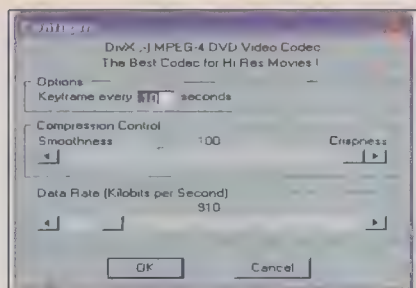 DivX ;-) MPEG-4 DVD Video Codec
The Best Codec for Hi Res Movies !
Options
Keyframe every 10 seconds
Compression Control
Smoothness 100 Crispness
Data Rate (Kilobits per Second)
910
OK Cancel